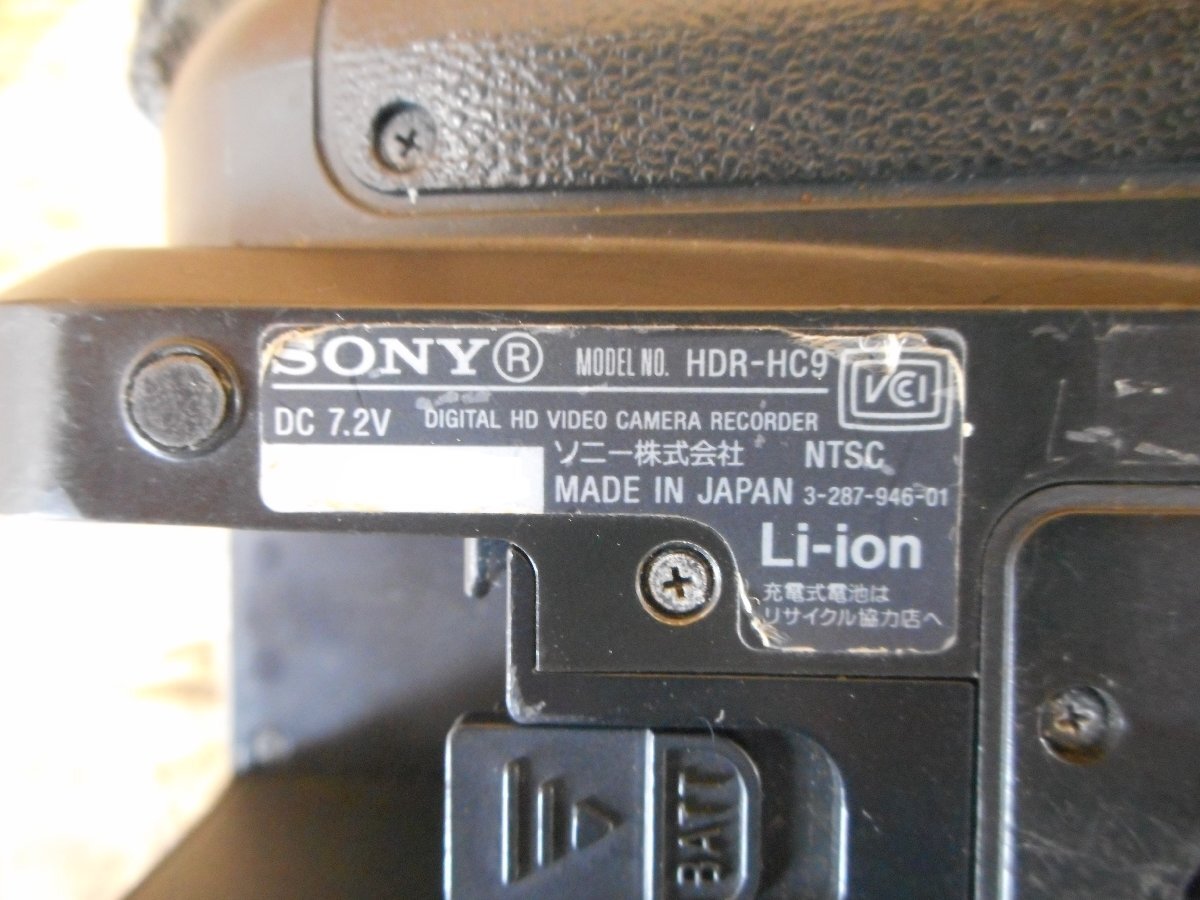 SONY® MODEL NO. HDR-HC9
VCCI
DC 7.2V DIGITAL HD VIDEO CAMERA RECORDER
ソニー株式会社 NTSC
MADE IN JAPAN 3-287-946-01
Li-ion
充電式電池は
リサイクル協力店へ
BATT